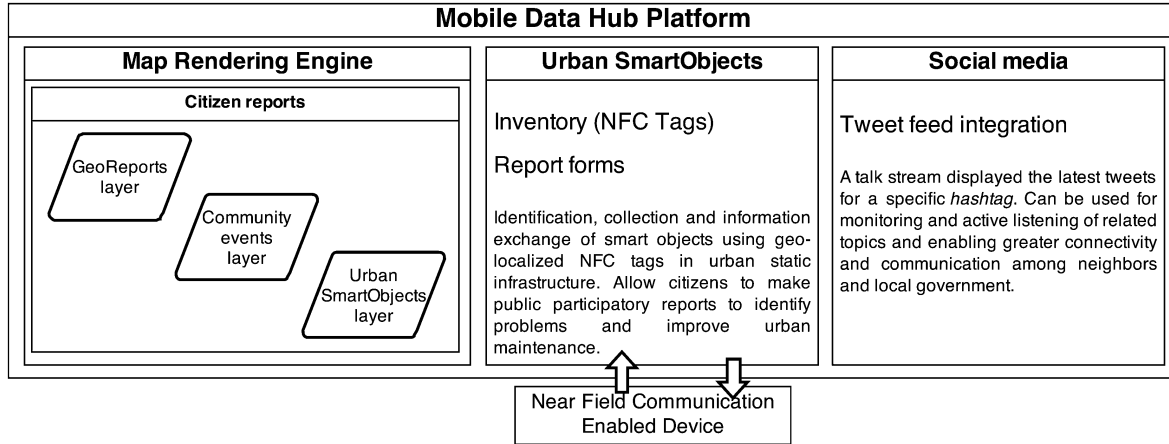 Mobile Data Hub Platform
Map Rendering Engine
Citizen reports
GeoReports
layer
Community
events
layer
Urban
SmartObjects
layer
Urban SmartObjects
Inventory (NFC Tags)
Report forms
Identification, collection and information
exchange of smart objects using geo-
localized NFC tags in urban static
infrastructure. Allow citizens to make
public participatory reports to identify
problems and improve urban
maintenance.
Social media
Tweet feed integration
A talk stream displayed the latest tweets
for a specific hashtag. Can be used for
monitoring and active listening of related
topics and enabling greater connectivity
and communication among neighbors
and local government.
Near Field Communication
Enabled Device